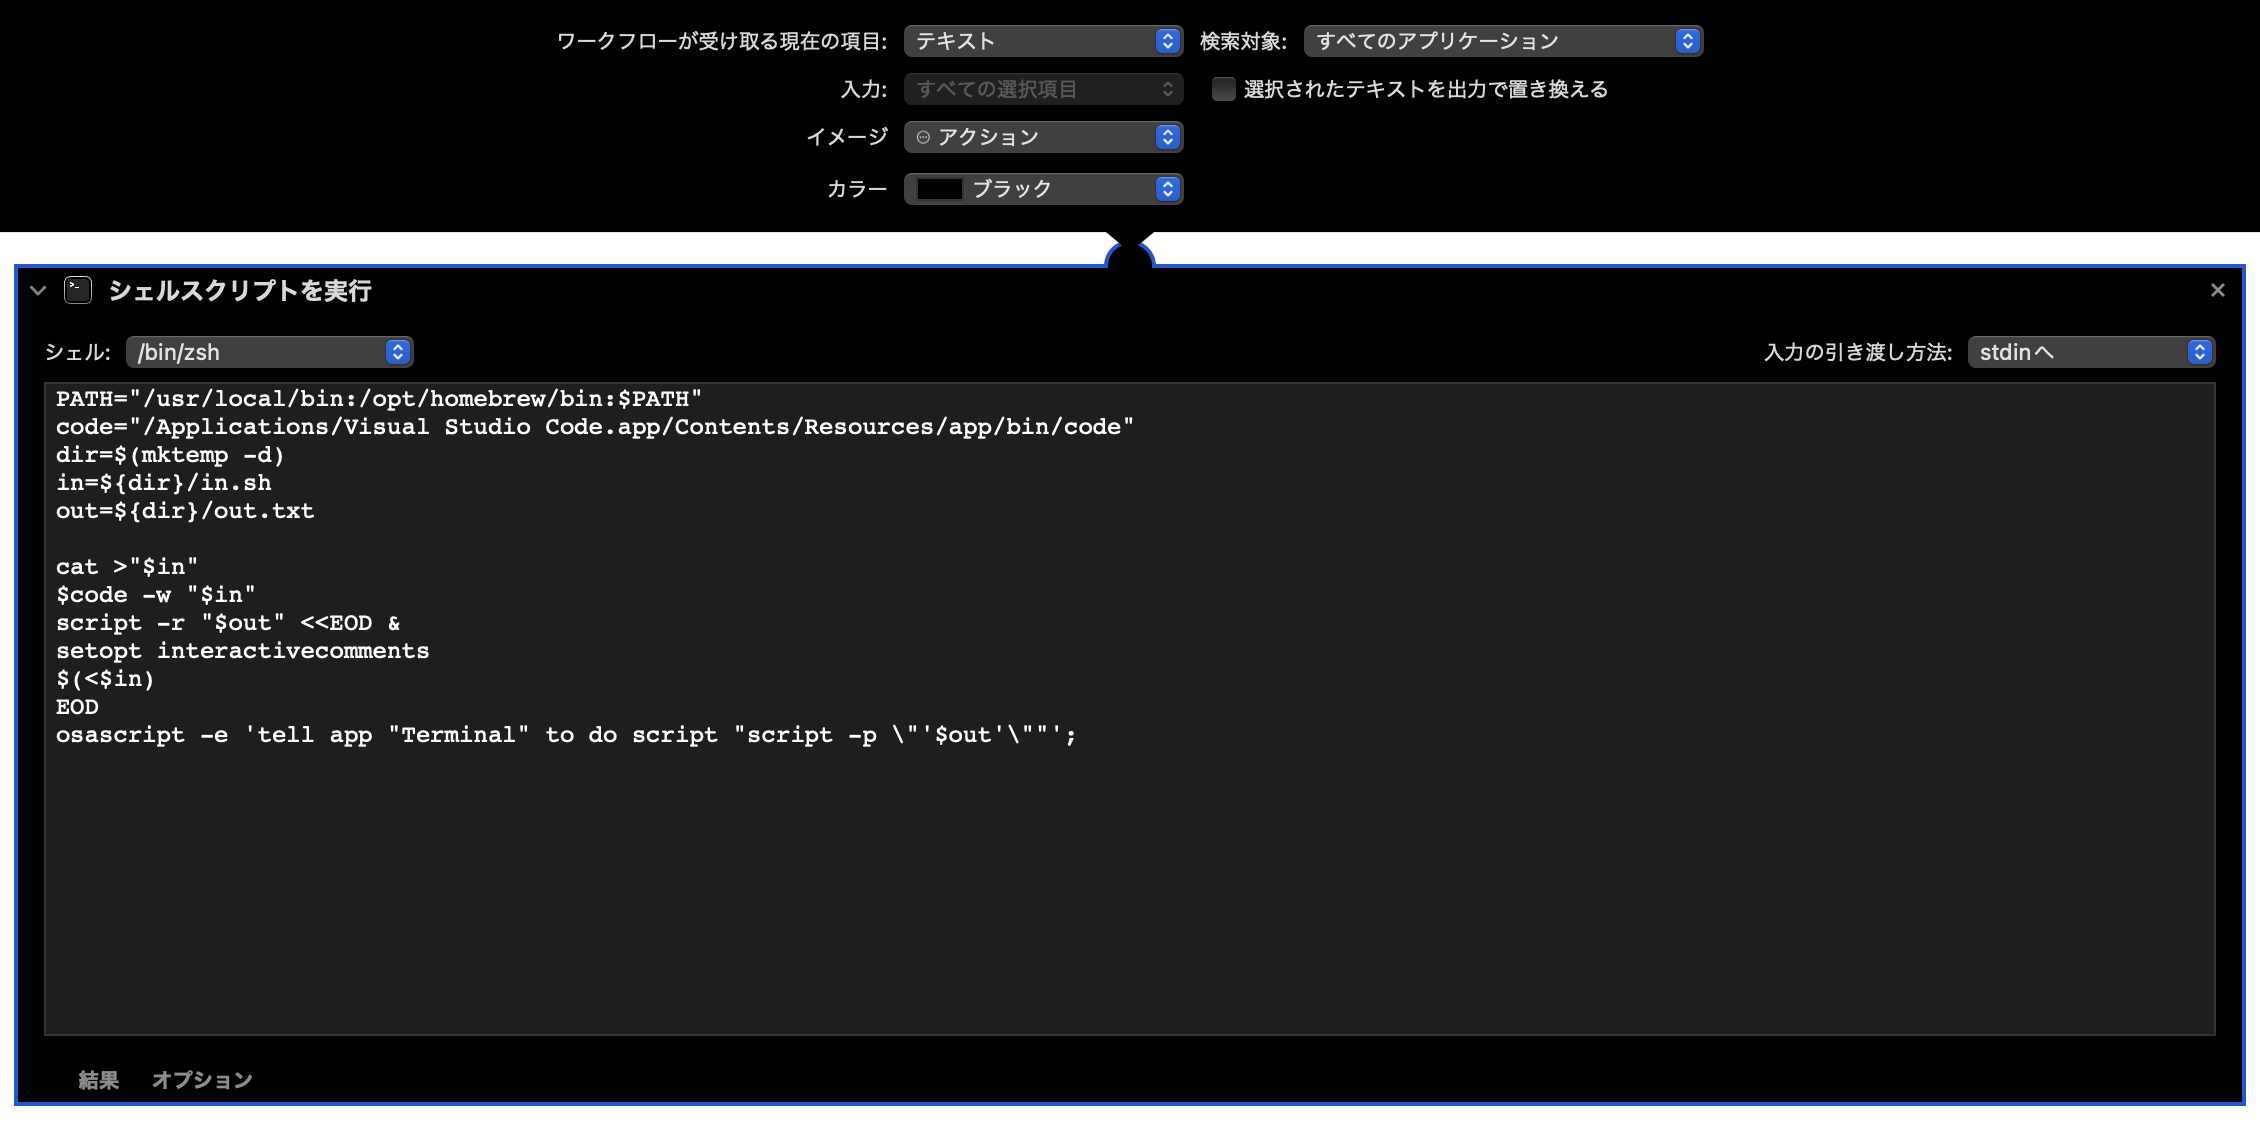 ワークフローが受け取る現在の項目: テキスト 検索対象: すべてのアプリケーション
入力: すべての選択項目 選択されたテキストを出力で置き換える
イメージ アクション
カラー ブラック
シェルスクリプトを実行
シェル: /bin/zsh 入力の引き渡し方法: stdinへ
PATH="/usr/local/bin:/opt/homebrew/bin:$PATH"
code="/Applications/Visual Studio Code.app/Contents/Resources/app/bin/code"
dir=$(mktemp -d)
in=${dir}/in.sh
out=${dir}/out.txt
cat >"$in"
$code -w "$in"
script -r "$out" <<EOD &
setopt interactivecomments
$(<$in)
EOD
osascript -e 'tell app "Terminal" to do script "script -p \"'$out'\""';
結果 オプション